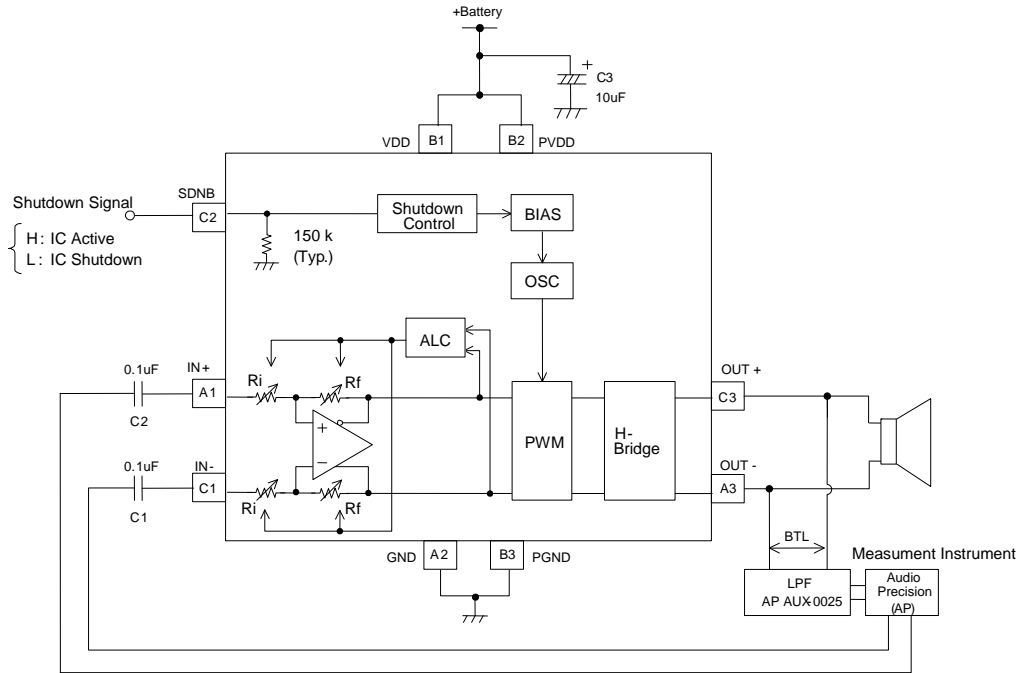 +Battery
+
C3
10uF
VDD
B1
B2
PVDD
Shutdown Signal
SDNB
C2
H : IC Active
L : IC Shutdown
150 k
(Typ.)
Shutdown
Control
BIAS
OSC
ALC
0.1uF
IN+
A1
C2
Ri
Rf
+
−
PWM
H-
Bridge
OUT +
C3
0.1uF
IN-
C1
C1
Ri
Rf
OUT -
A3
GND
A2
B3
PGND
BTL
Measument Instrument
LPF
AP AUX-0025
Audio
Precision
(AP)